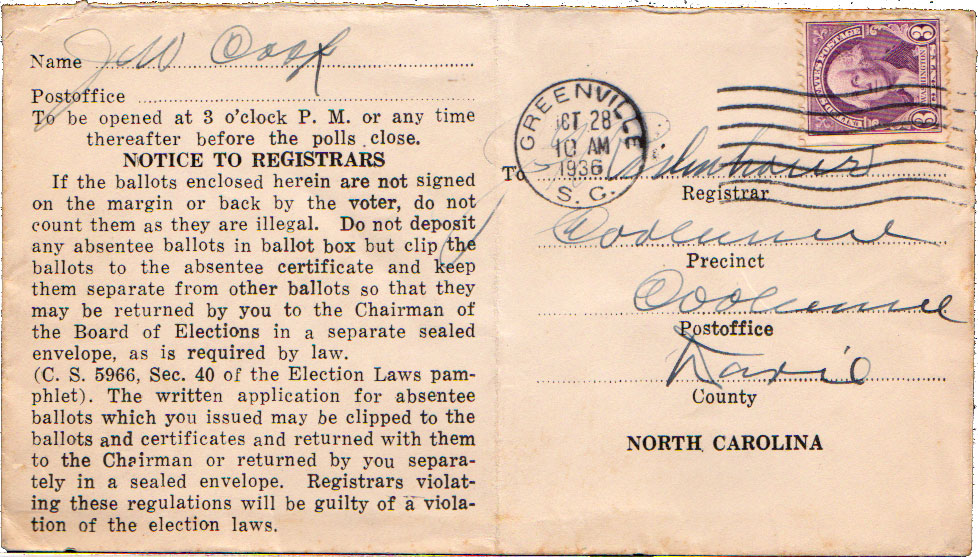 Name J W Cook
Postoffice
To be opened at 3 o'clock P. M. or any time
thereafter before the polls close.
NOTICE TO REGISTRARS
If the ballots enclosed herein are not signed
on the margin or back by the voter, do not
count them as they are illegal. Do not deposit
any absentee ballots in ballot box but clip the
ballots to the absentee certificate and keep
them separate from other ballots so that they
may be returned by you to the Chairman of
the Board of Elections in a separate sealed
envelope, as is required by law.
(C. S. 5966, Sec. 40 of the Election Laws pam-
phlet). The written application for absentee
ballots which you issued may be clipped to the
ballots and certificates and returned with them
to the Chairman or returned by you separa-
tely in a sealed envelope. Registrars violat-
ing these regulations will be guilty of a viola-
tion of the election laws.
GREENVILLE
OCT 28
10 AM
1936
S. C.
3 3
To
Registrar
Cooleemee
Precinct
Cooleemee
Postoffice
Davie
County
NORTH CAROLINA